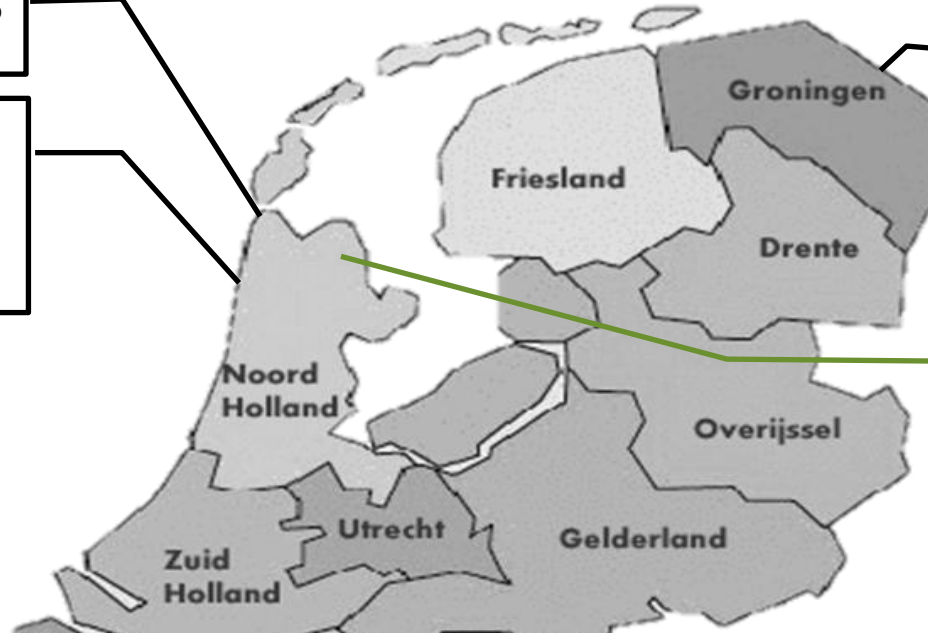 Groningen
Friesland
Drente
Noord
Holland
Overijssel
Utrecht
Gelderland
Zuid
Holland